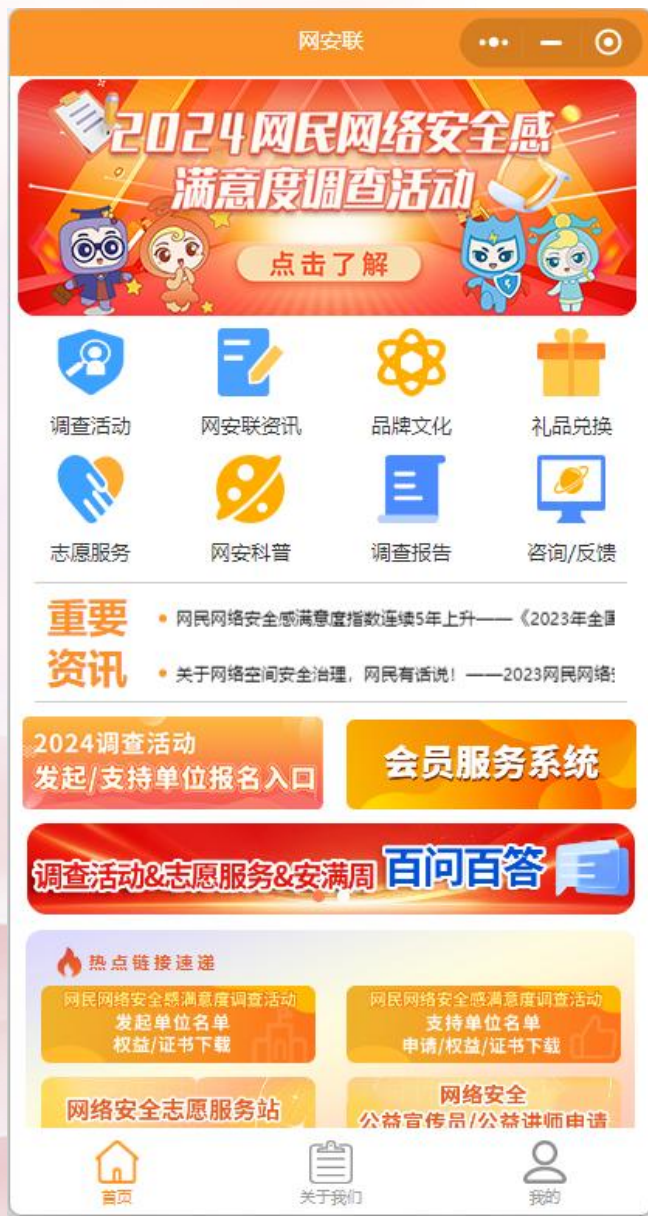 网安联
2024网民网络安全感
满意度调查活动
点击了解
调查活动
网安联资讯
品牌文化
礼品兑换
志愿服务
网安科普
调查报告
咨询/反馈
重要
资讯
网民网络安全感满意度指数连续5年上升——《2023年全国
关于网络空间安全治理，网民有话说！——2023网民网络
2024调查活动
发起/支持单位报名入口
会员服务系统
调查活动&志愿服务&安满周 百问百答
热点链接速递
网民网络安全感满意度调查活动
发起单位名单
权益/证书下载
网民网络安全感满意度调查活动
支持单位名单
申请/权益/证书下载
网络安全志愿服务站
网络安全
公益宣传员/公益讲师申请
首页
关于我们
我的